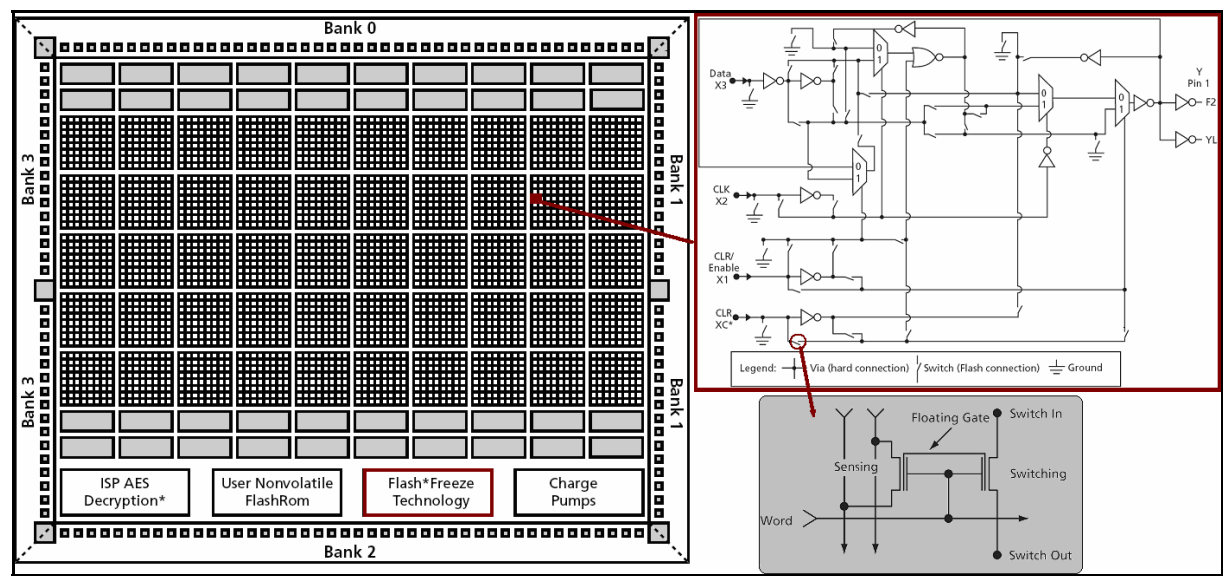 Bank 0
Bank 3
Bank 1
Bank 3
Bank 1
ISP AES
Decryption*
User Nonvolatile
FlashRom
Flash*Freeze
Technology
Charge
Pumps
Bank 2
Data
X3
CLK
X2
CLR/
Enable
X1
CLR
XC*
0
1
0
1
0
1
0
1
Y
Pin 1
F2
YL
Legend:
Via (hard connection)
Switch (Flash connection)
Ground
Floating Gate
Switch In
Sensing
Switching
Word
Switch Out